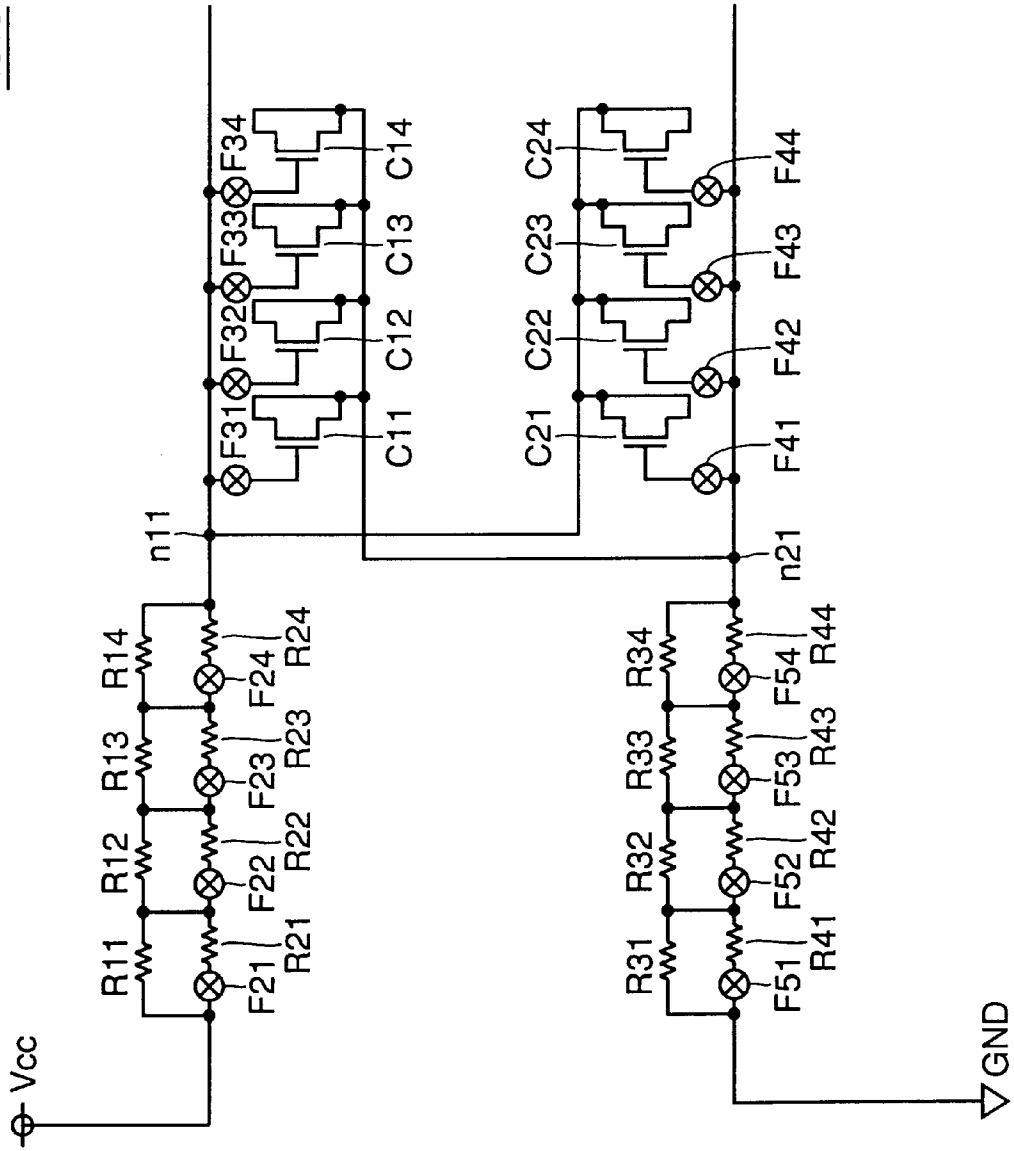 Vcc
R11 R12 R13 R14
F21 F22 F23 F24
R21 R22 R23 R24
n11
F31 F32 F33 F34
C11 C12 C13 C14
C21 C22 C23 C24
F41 F42 F43 F44
n21
R31 R32 R33 R34
F51 F52 F53 F54
R41 R42 R43 R44
GND